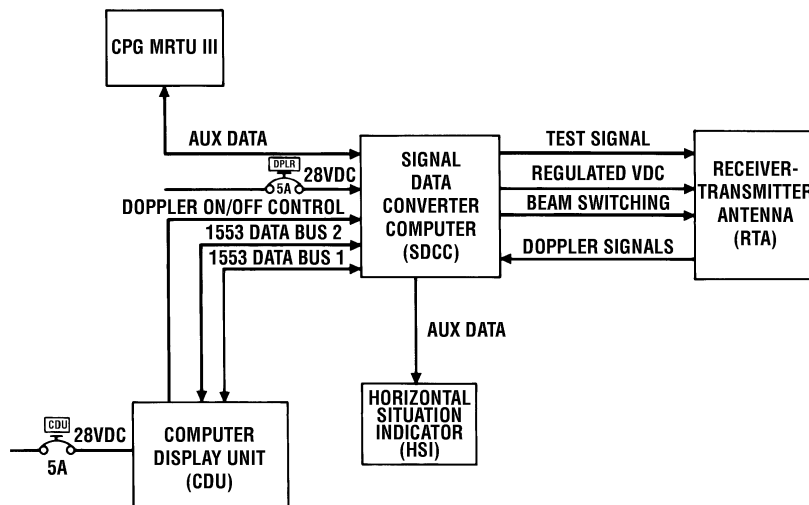 CPG MRTU III
AUX DATA
DPLR
5A
28VDC
DOPPLER ON/OFF CONTROL
1553 DATA BUS 2
1553 DATA BUS 1
SIGNAL
DATA
CONVERTER
COMPUTER
(SDCC)
TEST SIGNAL
REGULATED VDC
BEAM SWITCHING
DOPPLER SIGNALS
RECEIVER-
TRANSMITTER
ANTENNA
(RTA)
AUX DATA
HORIZONTAL
SITUATION
INDICATOR
(HSI)
CDU
5A
28VDC
COMPUTER
DISPLAY UNIT
(CDU)